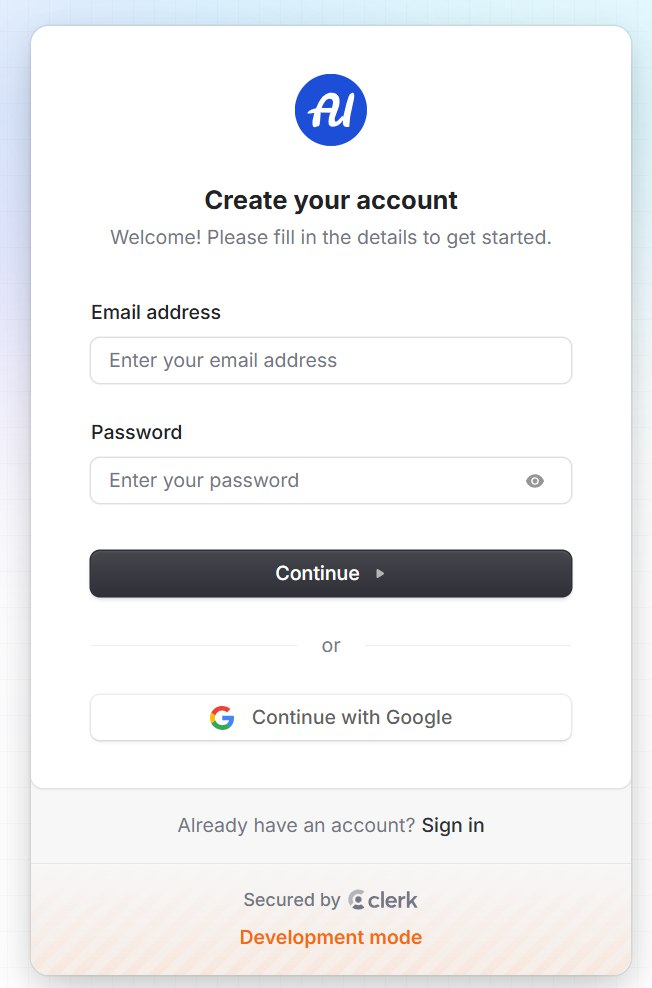 AI
Create your account
Welcome! Please fill in the details to get started.
Email address
Enter your email address
Password
Enter your password
Continue
or
Continue with Google
Already have an account? Sign in
Secured by clerk
Development mode